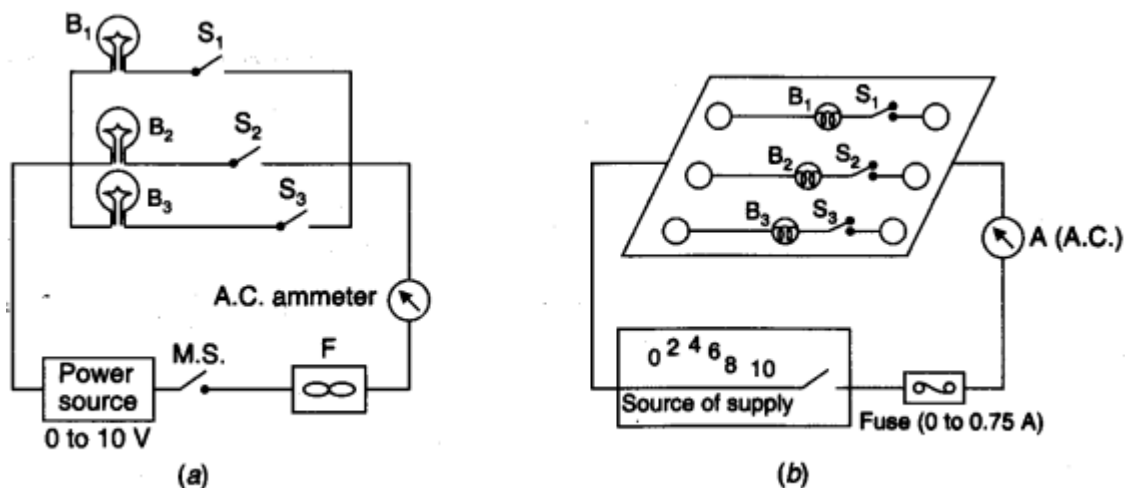 B₁
S₁
B₂
S₂
B₃
S₃
A.C. ammeter
M.S.
F
Power
source
0 to 10 V
(a)
B₁
S₁
B₂
S₂
B₃
S₃
A (A.C.)
0 2 4 6 8 10
Source of supply
Fuse (0 to 0.75 A)
(b)